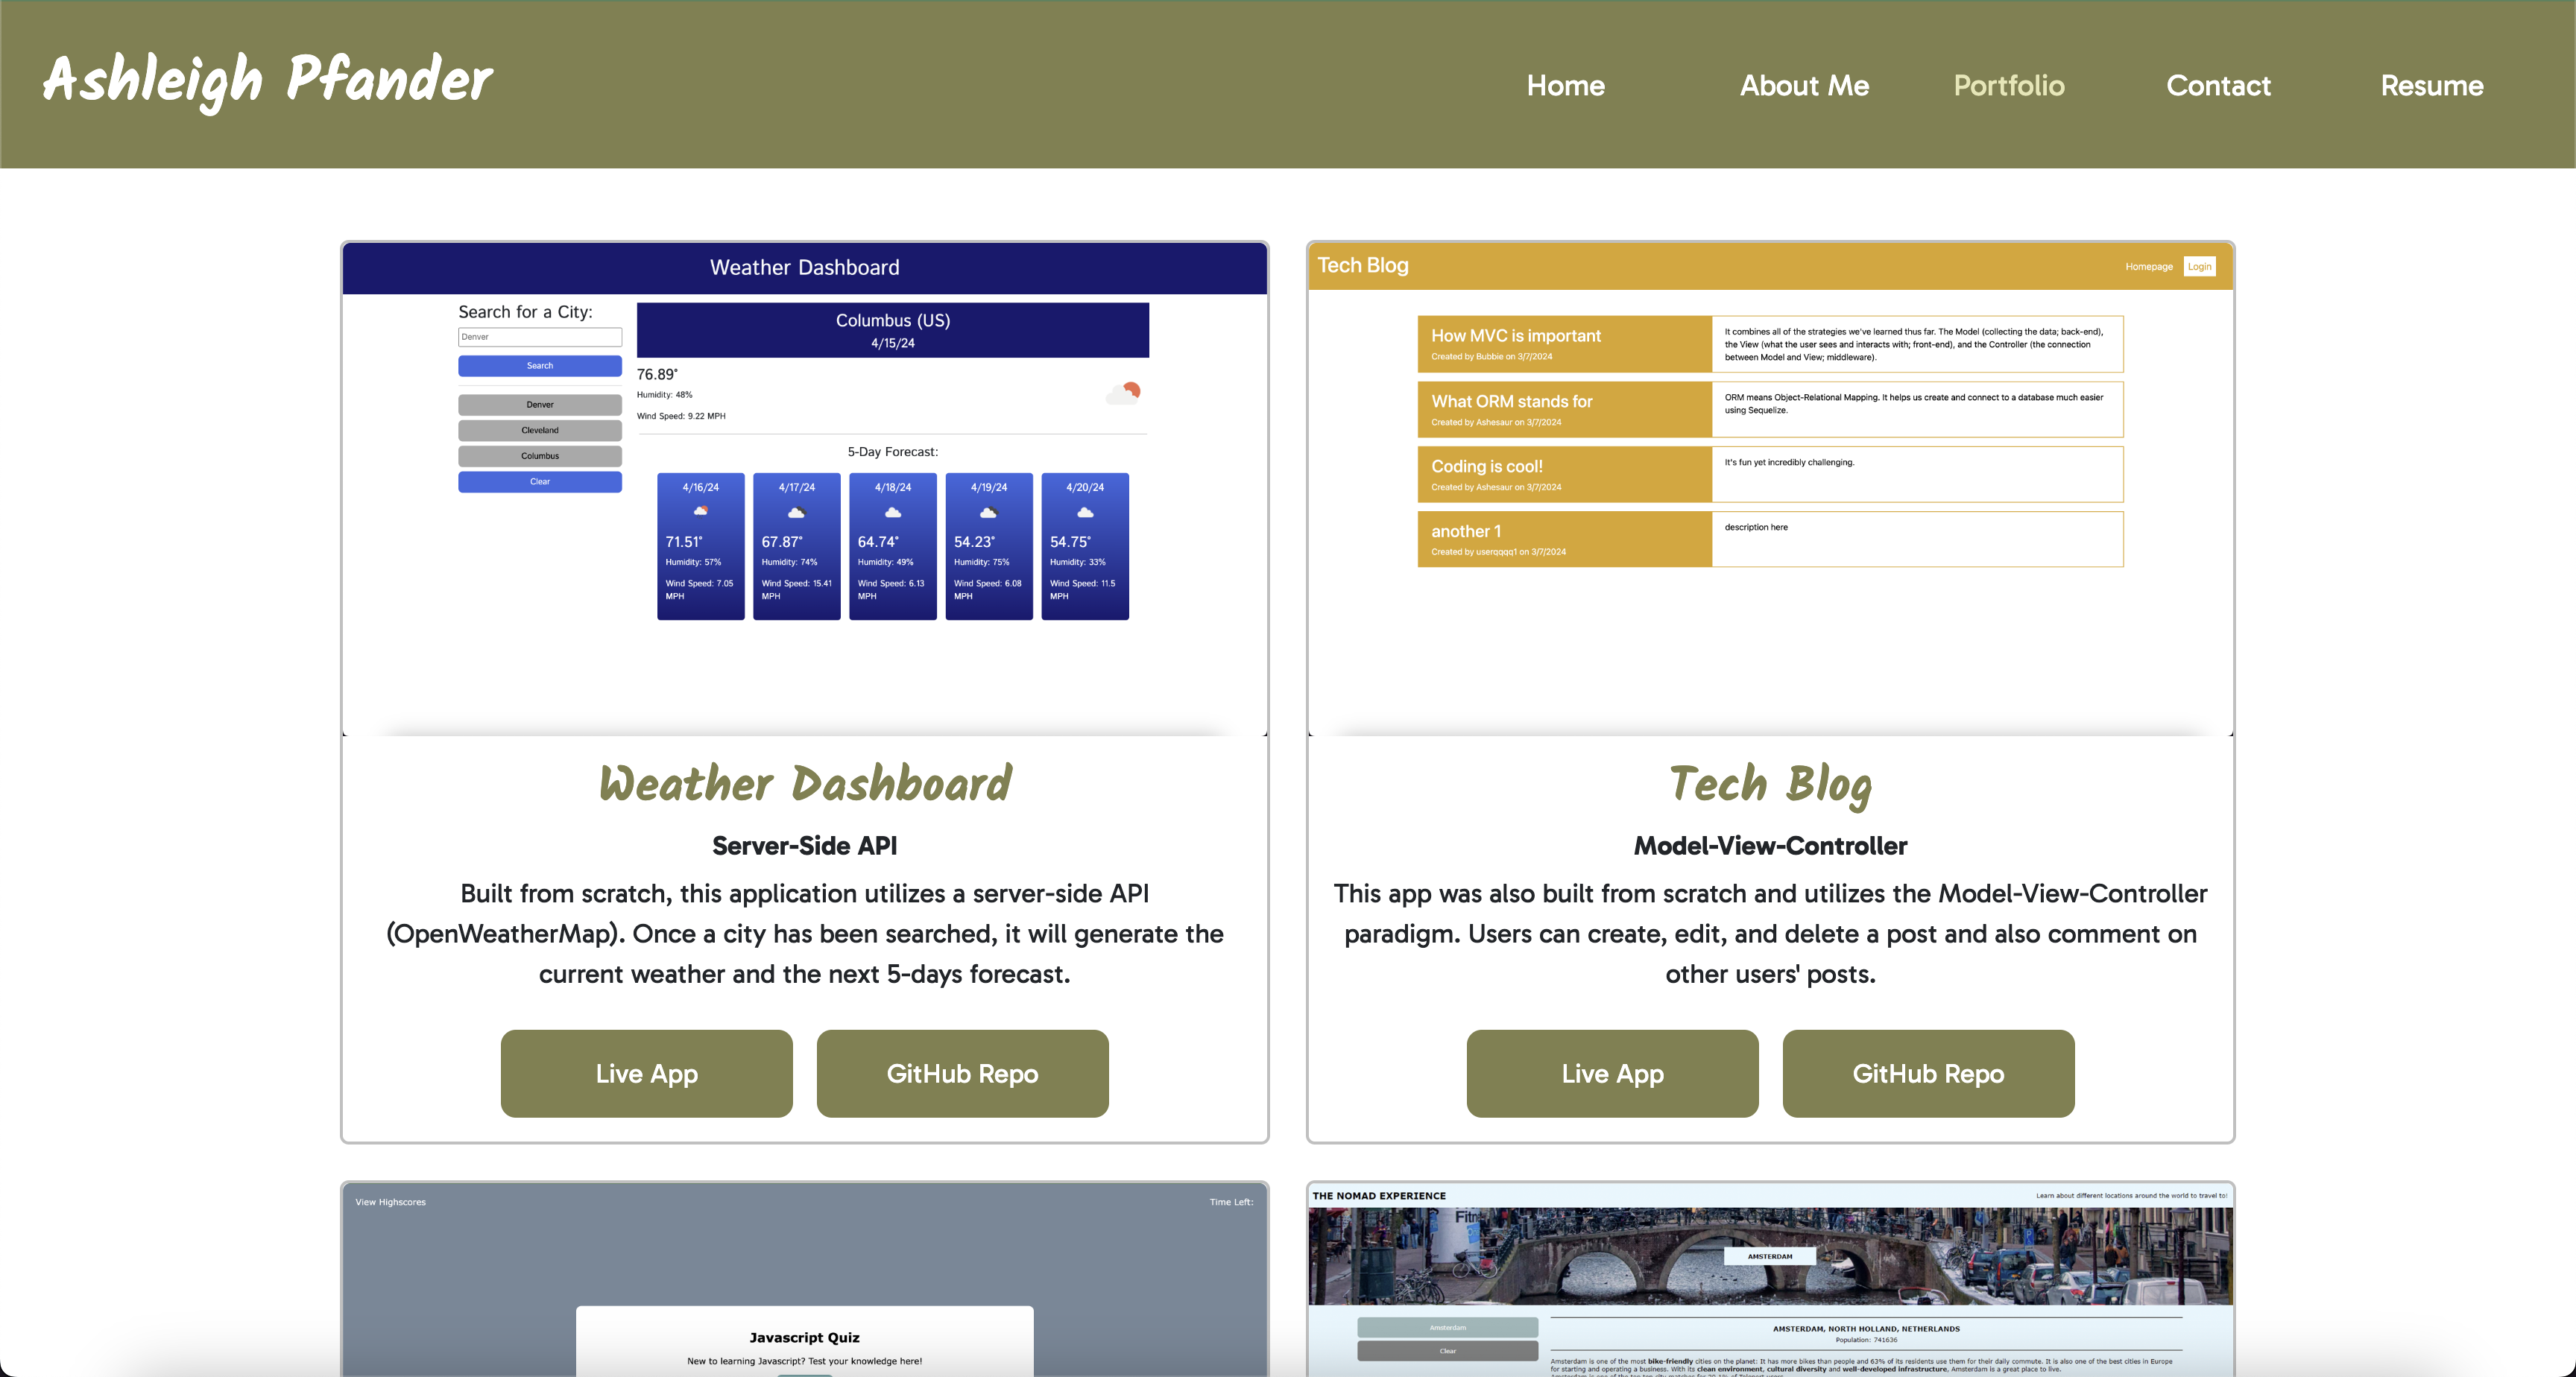 Ashleigh Pfander
Home About Me Portfolio Contact Resume
Weather Dashboard
Search for a City:
Denver
Search
Denver
Cleveland
Columbus
Clear
Columbus (US)
4/15/24
76.89°
Humidity: 48%
Wind Speed: 9.22 MPH
5-Day Forecast:
4/16/24
71.51°
Humidity: 57%
Wind Speed: 7.05
MPH
4/17/24
67.87°
Humidity: 74%
Wind Speed: 15.41
MPH
4/18/24
64.74°
Humidity: 49%
Wind Speed: 6.13
MPH
4/19/24
54.23°
Humidity: 75%
Wind Speed: 6.08
MPH
4/20/24
54.75°
Humidity: 33%
Wind Speed: 11.5
MPH
Weather Dashboard
Server-Side API
Built from scratch, this application utilizes a server-side API
(OpenWeatherMap). Once a city has been searched, it will generate the
current weather and the next 5-days forecast.
Live App GitHub Repo
Tech Blog
Homepage Login
How MVC is important
Created by Bubbie on 3/7/2024
It combines all of the strategies we've learned thus far. The Model (collecting the data; back-end),
the View (what the user sees and interacts with; front-end), and the Controller (the connection
between Model and View; middleware).
What ORM stands for
Created by Ashesaur on 3/7/2024
ORM means Object-Relational Mapping. It helps us create and connect to a database much easier
using Sequelize.
Coding is cool!
Created by Ashesaur on 3/7/2024
It's fun yet incredibly challenging.
another 1
Created by userqqqq1 on 3/7/2024
description here
Tech Blog
Model-View-Controller
This app was also built from scratch and utilizes the Model-View-Controller
paradigm. Users can create, edit, and delete a post and also comment on
other users' posts.
Live App GitHub Repo
View Highscores Time Left:
Javascript Quiz
New to learning Javascript? Test your knowledge here!
THE NOMAD EXPERIENCE
Learn about different locations around the world to travel to!
AMSTERDAM
Amsterdam
Clear
AMSTERDAM, NORTH HOLLAND, NETHERLANDS
Population: 741636
Amsterdam is one of the most bike-friendly cities on the planet: It has more bikes than people and 63% of its residents use them for their daily commute. It is also one of the best cities in Europe
for starting and operating a business. With its clean environment, cultural diversity and well-developed infrastructure, Amsterdam is a great place to live.